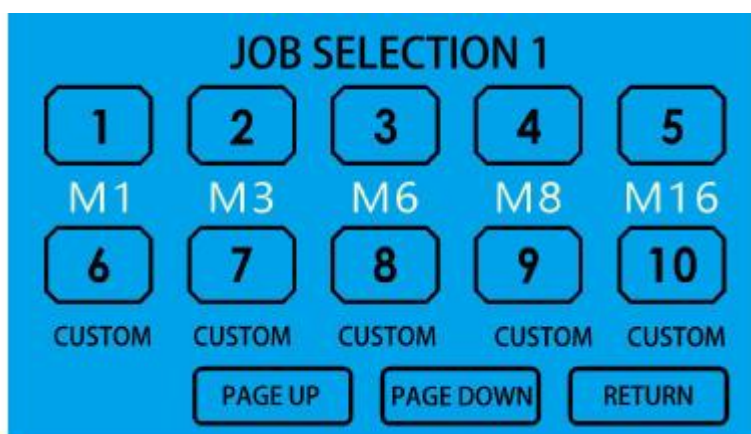 JOB SELECTION 1
1 2 3 4 5
M1 M3 M6 M8 M16
6 7 8 9 10
CUSTOM CUSTOM CUSTOM CUSTOM CUSTOM
PAGE UP PAGE DOWN RETURN